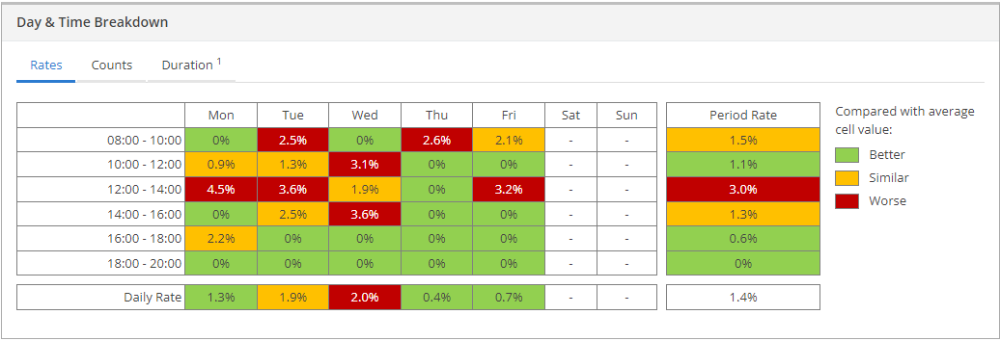 Day & Time Breakdown
Rates Counts Duration 1
Mon Tue Wed Thu Fri Sat Sun Period Rate
08:00 - 10:00 0% 2.5% 0% 2.6% 2.1% - - 1.5%
10:00 - 12:00 0.9% 1.3% 3.1% 0% 0% - - 1.1%
12:00 - 14:00 4.5% 3.6% 1.9% 0% 3.2% - - 3.0%
14:00 - 16:00 0% 2.5% 3.6% 0% 0% - - 1.3%
16:00 - 18:00 2.2% 0% 0% 0% 0% - - 0.6%
18:00 - 20:00 0% 0% 0% 0% 0% - - 0%
Daily Rate 1.3% 1.9% 2.0% 0.4% 0.7% - - 1.4%
Compared with average
cell value:
Better
Similar
Worse